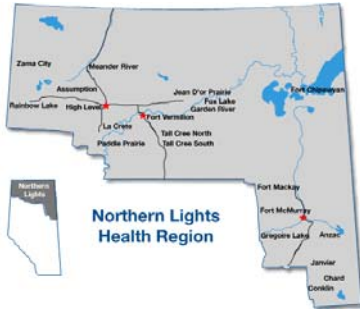 Zama City
Meander River
Assumption
Jean D'or Prairie
Fort Chipewyan
Rainbow Lake
High Level
Fox Lake
Garden River
Fort Vermilion
La Crete
Tall Cree North
Paddle Prairie
Tall Cree South
Fort Mackay
Northern
Lights
Northern Lights
Health Region
Fort McMurray
Gregoire Lake
Anzac
Janvier
Chard
Conklin